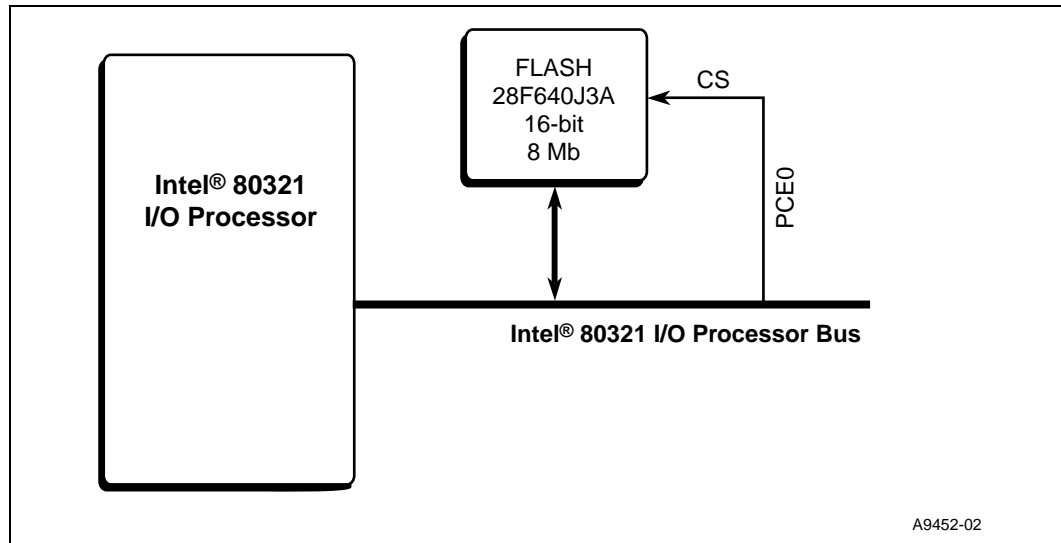 FLASH
28F640J3A
16-bit
8 Mb
CS
PCE0
Intel® 80321
I/O Processor
Intel® 80321 I/O Processor Bus
A9452-02